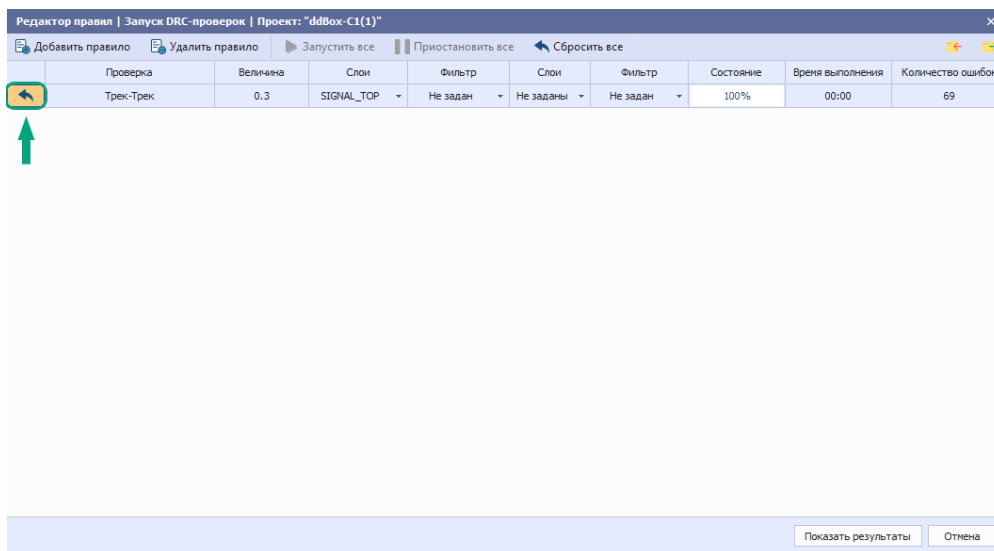 Редактор правил | Запуск DRC-проверок | Проект: "ddBox-C1(1)"
Добавить правило Удалить правило Запустить все Приостановить все Сбросить все
Проверка Величина Слои Фильтр Слои Фильтр Состояние Время выполнения Количество ошибок
Трек-Трек 0.3 SIGNAL_TOP Не задан Не заданы Не задан 100% 00:00 69
Показать результаты Отмена